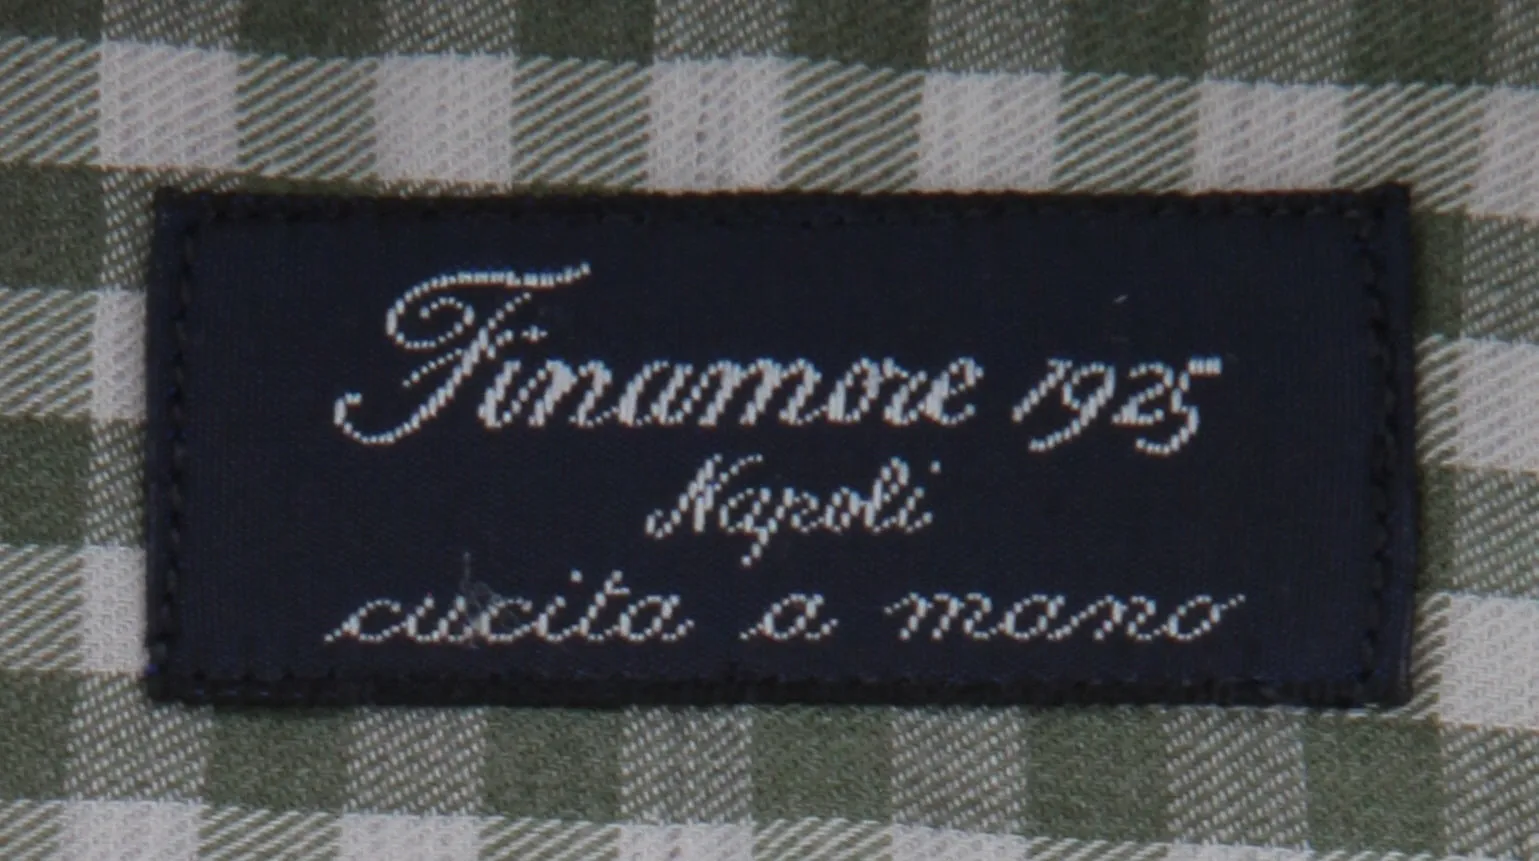 Finamore 1925
Napoli
cucita a mano